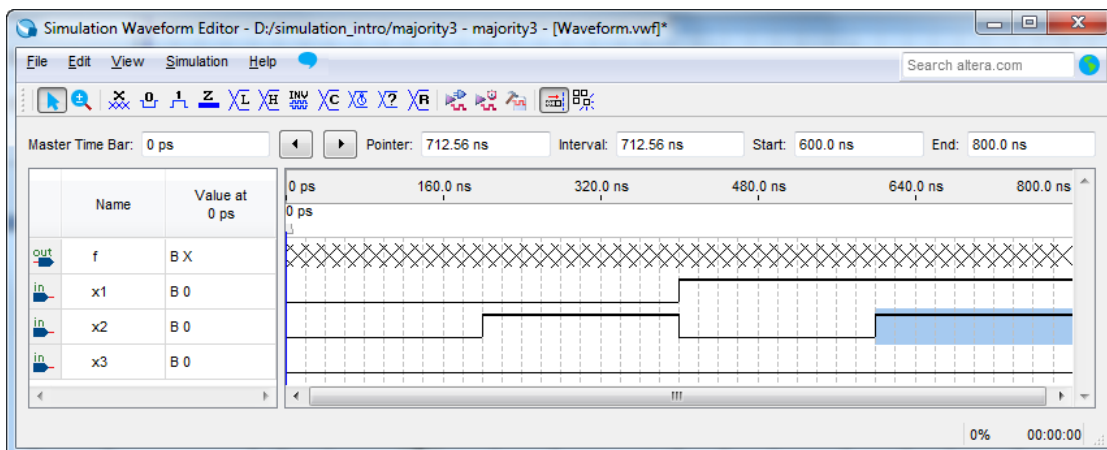 Simulation Waveform Editor - D:/simulation_intro/majority3 - majority3 - [Waveform.vwf]*
File Edit View Simulation Help Search altera.com
Master Time Bar: 0 ps Pointer: 712.56 ns Interval: 712.56 ns Start: 600.0 ns End: 800.0 ns
Name Value at 0 ps 0 ps 160.0 ns 320.0 ns 480.0 ns 640.0 ns 800.0 ns
0 ps
out f B X
in x1 B 0
in x2 B 0
in x3 B 0
0% 00:00:00